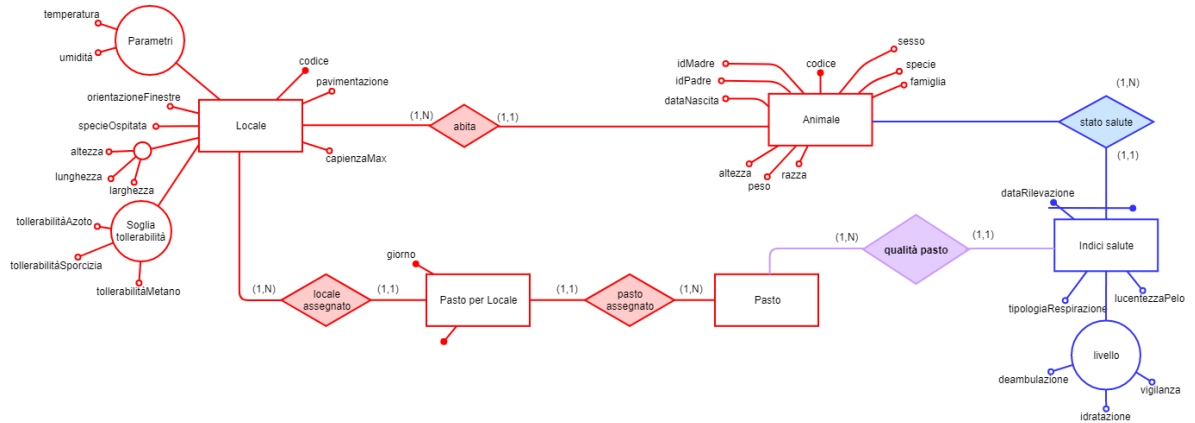 temperatura
Parametri
umidità
orientazioneFinestre
specieOspitata
altezza
lunghezza
larghezza
codice
pavimentazione
Locale
capienzaMax
Soglia
tollerabilità
tollerabilitàAzoto
tollerabilitàSporcizia
tollerabilitàMetano
(1,N)
abita
(1,1)
idMadre
idPadre
dataNascita
codice
sesso
specie
famiglia
Animale
altezza
peso
razza
(1,N)
stato salute
(1,1)
dataRilevazione
Indici salute
tipologiaRespirazione
lucentezzaPelo
livello
deambulazione
idratazione
vigilanza
(1,N)
qualità pasto
(1,1)
(1,N)
locale
assegnato
(1,1)
giorno
Pasto per Locale
(1,1)
pasto
assegnato
(1,N)
Pasto